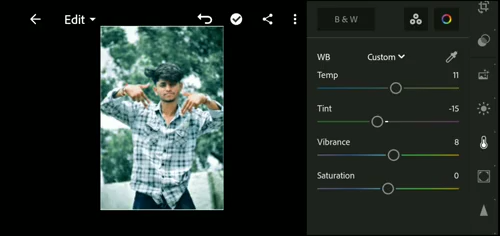 Edit
B & W
WB Custom
Temp 11
Tint -15
Vibrance 8
Saturation 0